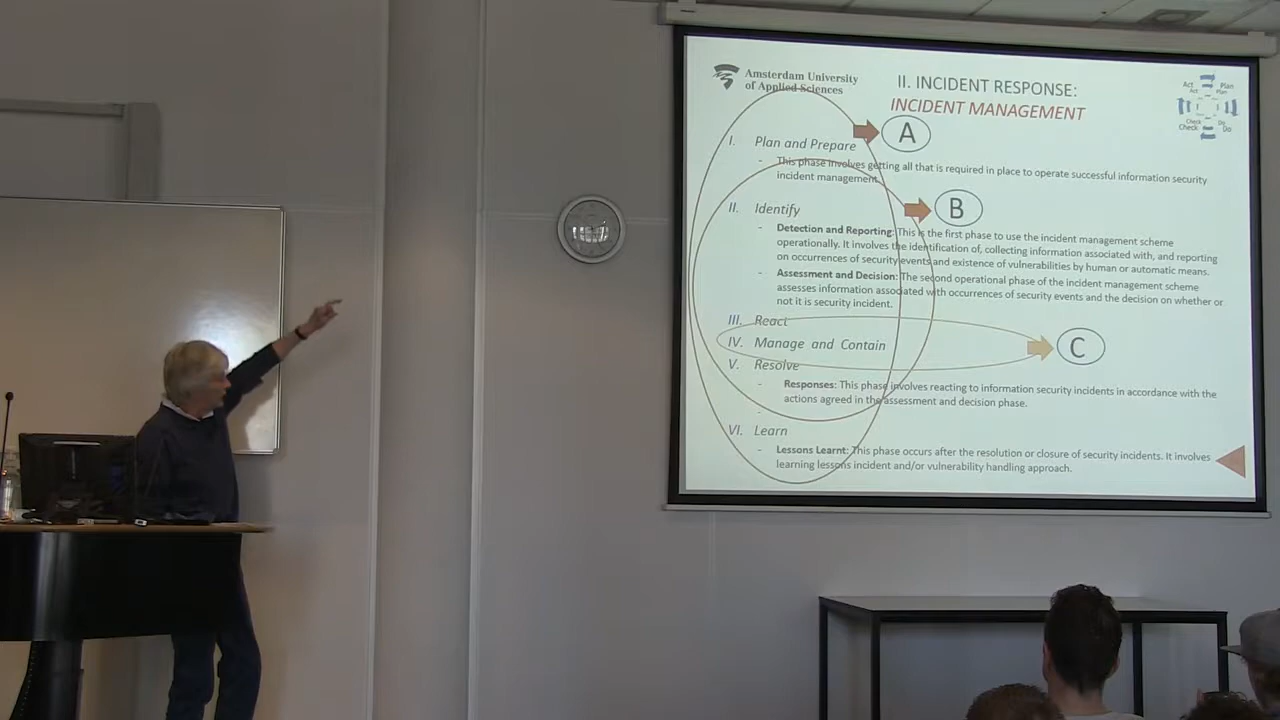 Amsterdam University
of Applied Sciences
II. INCIDENT RESPONSE:
INCIDENT MANAGEMENT
Act Plan
Act Plan
Check Do
Check Do
A
I. Plan and Prepare
- This phase involves getting all that is required in place to operate successful information security
incident management.
B
II. Identify
- Detection and Reporting: This is the first phase to use the incident management scheme
operationally. It involves the identification of, collecting information associated with, and reporting
on occurrences of security events and existence of vulnerabilities by human or automatic means.
- Assessment and Decision: The second operational phase of the incident management scheme
assesses information associated with occurrences of security events and the decision on whether or
not it is security incident.
III. React
IV. Manage and Contain
C
V. Resolve
- Responses: This phase involves reacting to information security incidents in accordance with the
actions agreed in the assessment and decision phase.
-
VI. Learn
- Lessons Learnt: This phase occurs after the resolution or closure of security incidents. It involves
learning lessons incident and/or vulnerability handling approach.